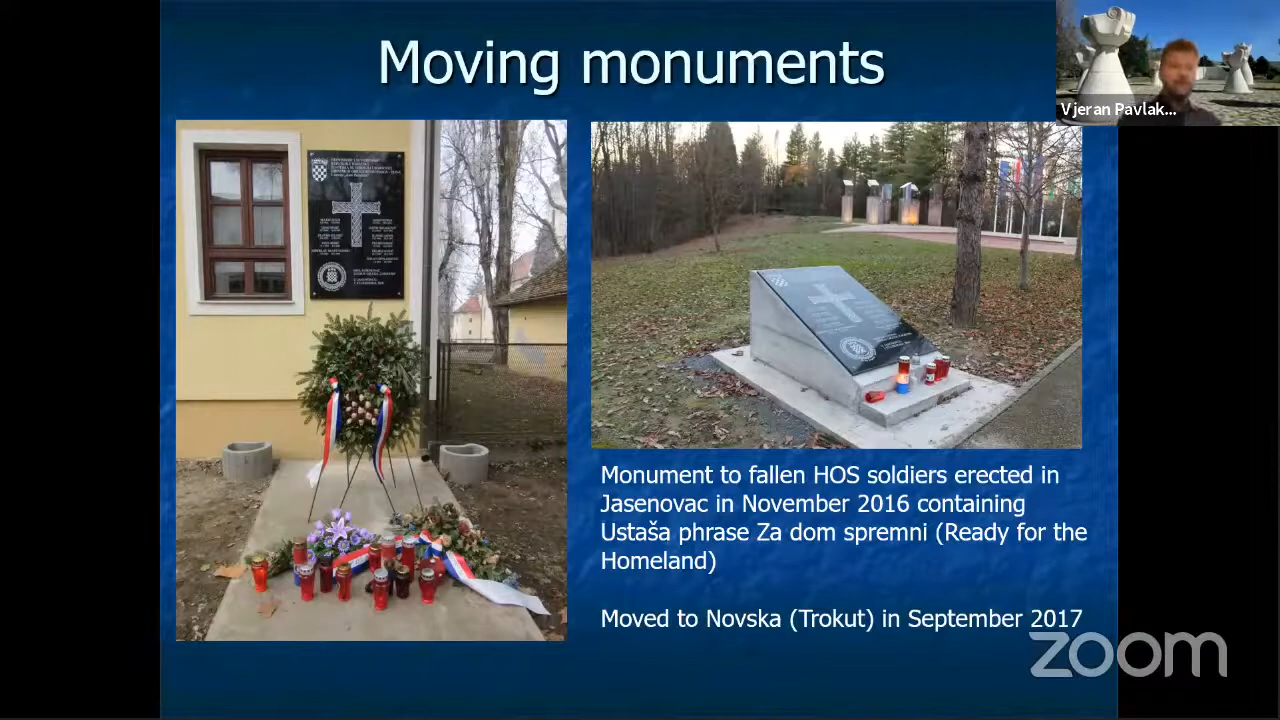 Moving monuments
Vjeran Pavlak...
Monument to fallen HOS soldiers erected in
Jasenovac in November 2016 containing
Ustaša phrase Za dom spremni (Ready for the
Homeland)
Moved to Novska (Trokut) in September 2017
zoom